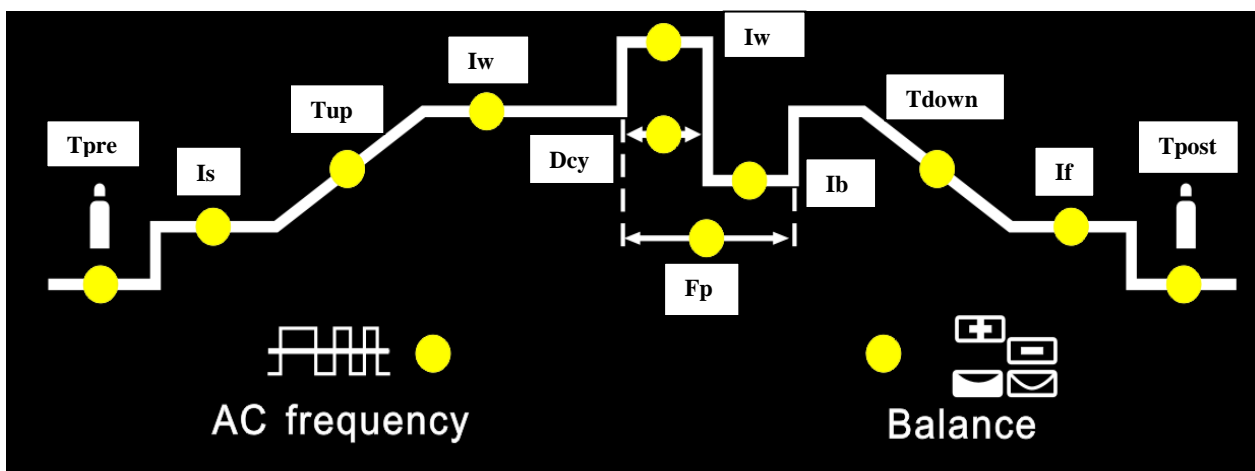 Tpre
Is
Tup
Iw
Dcy
Iw
Ib
Fp
Tdown
If
Tpost
AC frequency
Balance